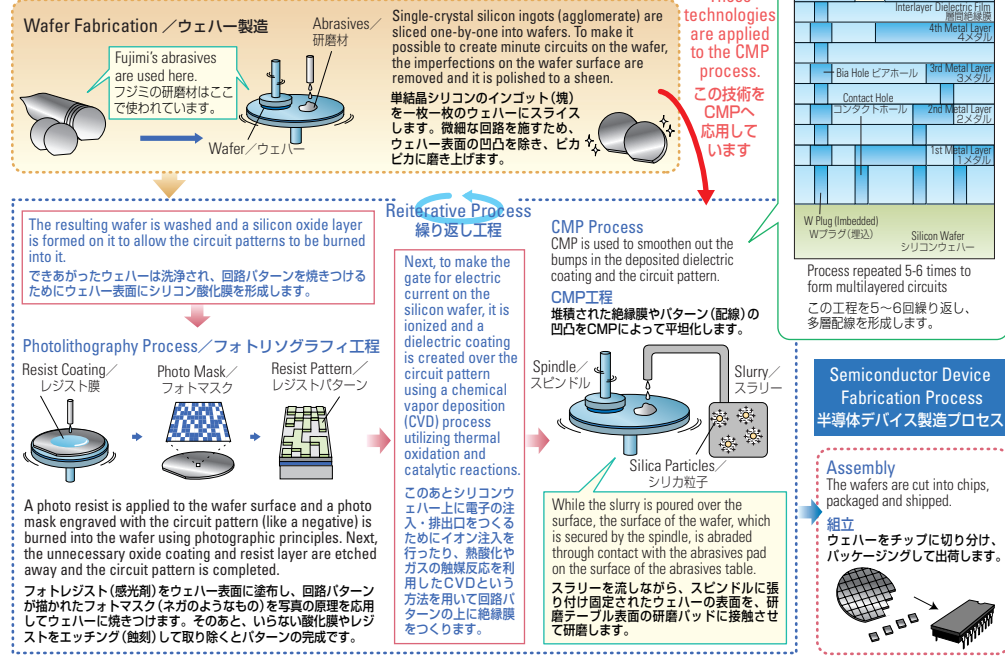 Wafer Fabrication ／ウェハー製造
Fujimi's abrasives
are used here.
フジミの研磨材はここ
で使われています。
Abrasives／
研磨材
Wafer／ウェハー
Single-crystal silicon ingots (agglomerate) are
sliced one-by-one into wafers. To make it
possible to create minute circuits on the wafer,
the imperfections on the wafer surface are
removed and it is polished to a sheen.
単結晶シリコンのインゴット（塊）
を一枚一枚のウェハーにスライス
します。微細な回路を施すため、
ウェハー表面の凹凸を除き、ピカ
ピカに磨き上げます。
technologies
are applied
to the CMP
process.
この技術を
CMPへ
応用して
います
Interlayer Dielectric Film
層間絶縁膜
4th Metal Layer
4メタル
Bia Hole ビアホール
3rd Metal Layer
3メタル
Contact Hole
コンタクトホール
2nd Metal Layer
2メタル
1st Metal Layer
1メタル
W Plug (Imbedded)
Wプラグ（埋込）
Silicon Wafer
シリコンウェハー
Process repeated 5-6 times to
form multilayered circuits
この工程を5〜6回繰り返し、
多層配線を形成します。
The resulting wafer is washed and a silicon oxide layer
is formed on it to allow the circuit patterns to be burned
into it.
できあがったウェハーは洗浄され、回路パターンを焼きつける
ためにウェハー表面にシリコン酸化膜を形成します。
Photolithography Process／フォトリソグラフィ工程
Resist Coating／
レジスト膜
Photo Mask／
フォトマスク
Resist Pattern／
レジストパターン
A photo resist is applied to the wafer surface and a photo
mask engraved with the circuit pattern (like a negative) is
burned into the wafer using photographic principles. Next,
the unnecessary oxide coating and resist layer are etched
away and the circuit pattern is completed.
フォトレジスト（感光剤）をウェハー表面に塗布し、回路パターン
が描かれたフォトマスク（ネガのようなもの）を写真の原理を応用
してウェハーに焼きつけます。そのあと、いらない酸化膜やレジ
ストをエッチング（蝕刻）して取り除くとパターンの完成です。
Reiterative Process
繰り返し工程
Next, to make the
gate for electric
current on the
silicon wafer, it is
ionized and a
dielectric coating
is created over the
circuit pattern
using a chemical
vapor deposition
(CVD) process
utilizing thermal
oxidation and
catalytic reactions.
このあとシリコンウ
ェハー上に電子の注
入・排出口をつくる
ためにイオン注入を
行ったり、熱酸化や
ガスの触媒反応を利
用したCVDという
方法を用いて回路パ
ターンの上に絶縁膜
をつくります。
CMP Process
CMP is used to smoothen out the
bumps in the deposited dielectric
coating and the circuit pattern.
CMP工程
堆積された絶縁膜やパターン（配線）の
凹凸をCMPによって平坦化します。
Spindle／
スピンドル
Slurry／
スラリー
Silica Particles／
シリカ粒子
While the slurry is poured over the
surface, the surface of the wafer, which
is secured by the spindle, is abraded
through contact with the abrasives pad
on the surface of the abrasives table.
スラリーを流しながら、スピンドルに張
り付け固定されたウェハーの表面を、研
磨テーブル表面の研磨パッドに接触させ
て研磨します。
Semiconductor Device
Fabrication Process
半導体デバイス製造プロセス
Assembly
The wafers are cut into chips,
packaged and shipped.
組立
ウェハーをチップに切り分け、
パッケージングして出荷します。